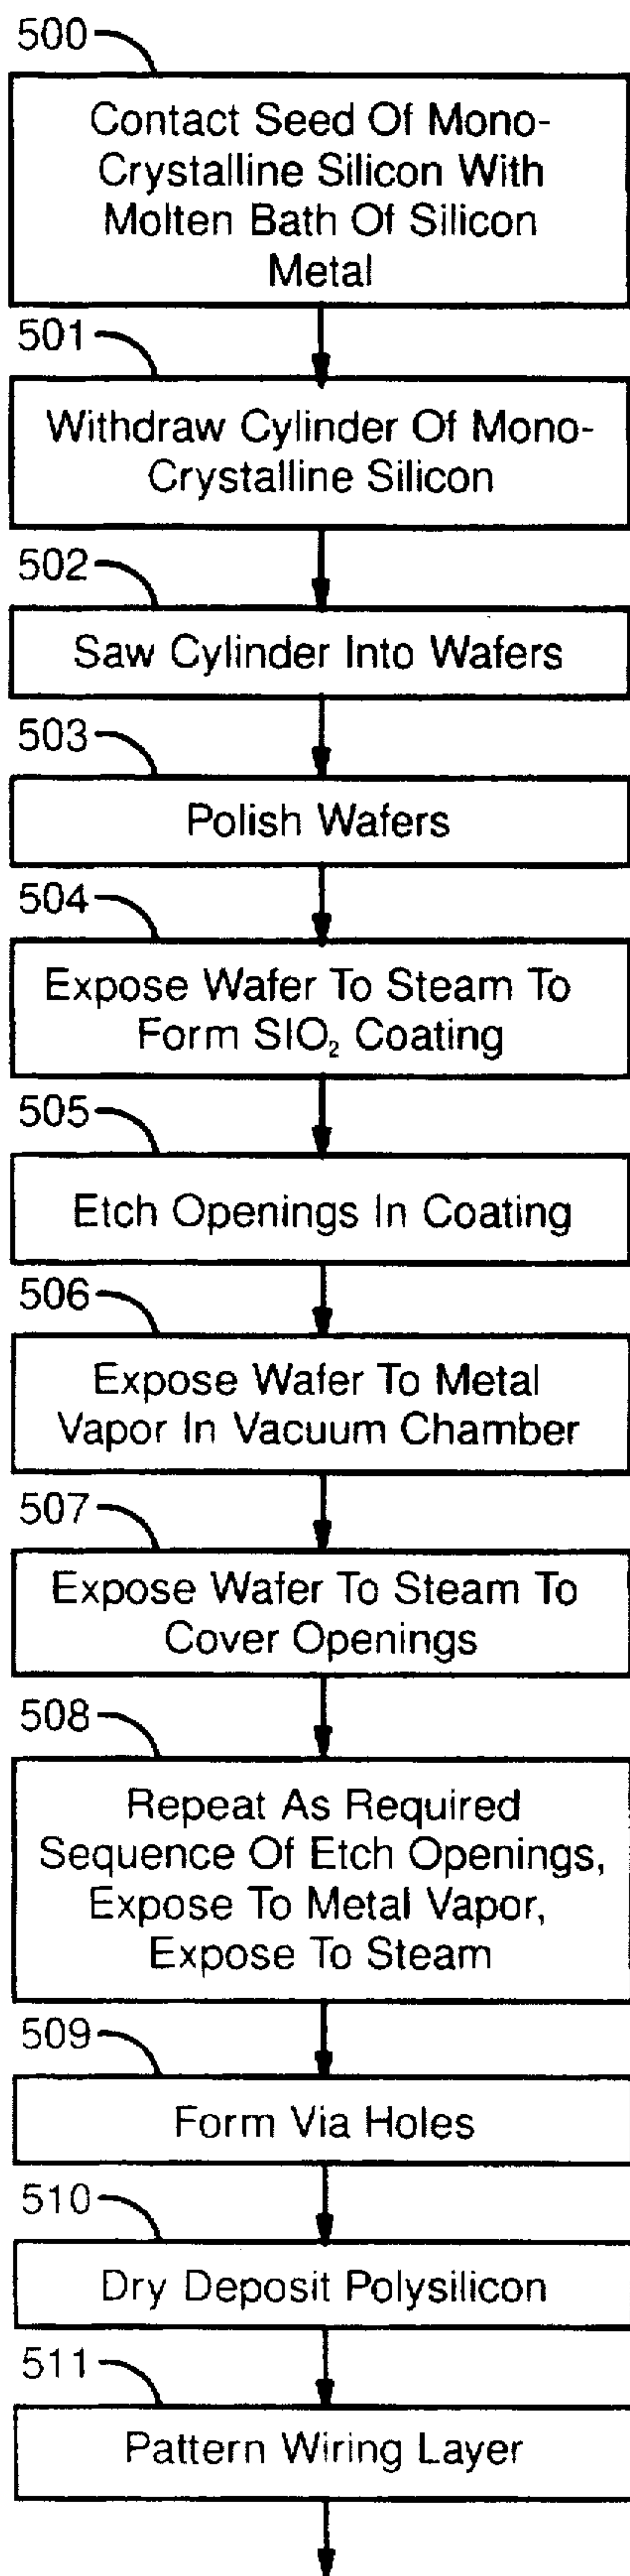 500
Contact Seed Of Mono-
Crystalline Silicon With
Molten Bath Of Silicon
Metal
501
Withdraw Cylinder Of Mono-
Crystalline Silicon
502
Saw Cylinder Into Wafers
503
Polish Wafers
504
Expose Wafer To Steam To
Form SIO₂ Coating
505
Etch Openings In Coating
506
Expose Wafer To Metal
Vapor In Vacuum Chamber
507
Expose Wafer To Steam To
Cover Openings
508
Repeat As Required
Sequence Of Etch Openings,
Expose To Metal Vapor,
Expose To Steam
509
Form Via Holes
510
Dry Deposit Polysilicon
511
Pattern Wiring Layer